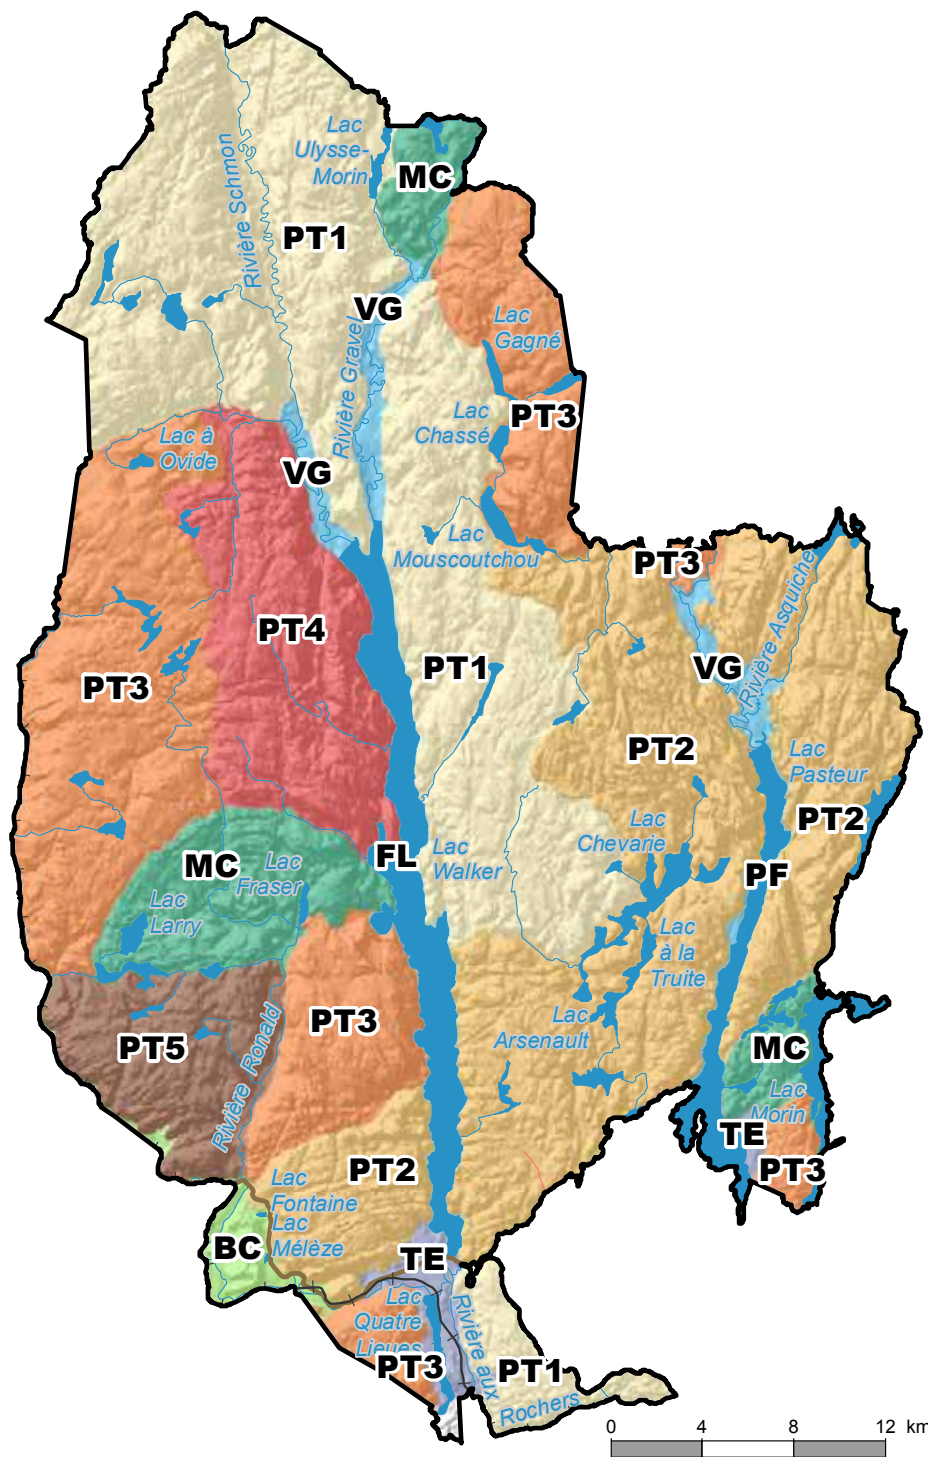 Lac
Ulysse-
Morin
MC
Rivière Schmon
PT1
VG
Rivière Gravel
Lac
Gagné
PT3
Lac
Chassé
Lac à
Ovide
VG
Lac
Mouscoutchou
PT3
Rivière Asquiche
PT4
PT1
VG
PT3
PT2
Lac
Pasteur
PT2
Lac
Chevarie
FL
Lac
Walker
MC
Lac
Fraser
PF
Lac
Larry
Lac
à la
Truite
PT3
Lac
Arsenault
PT5
Rivière Ronald
MC
Lac
Morin
TE
PT3
PT2
Lac
Fontaine
Lac
Mélèze
BC
TE
Lac
Quatre
Lieues
PT3
Rivière aux
Rochers
PT1
0 4 8 12 km